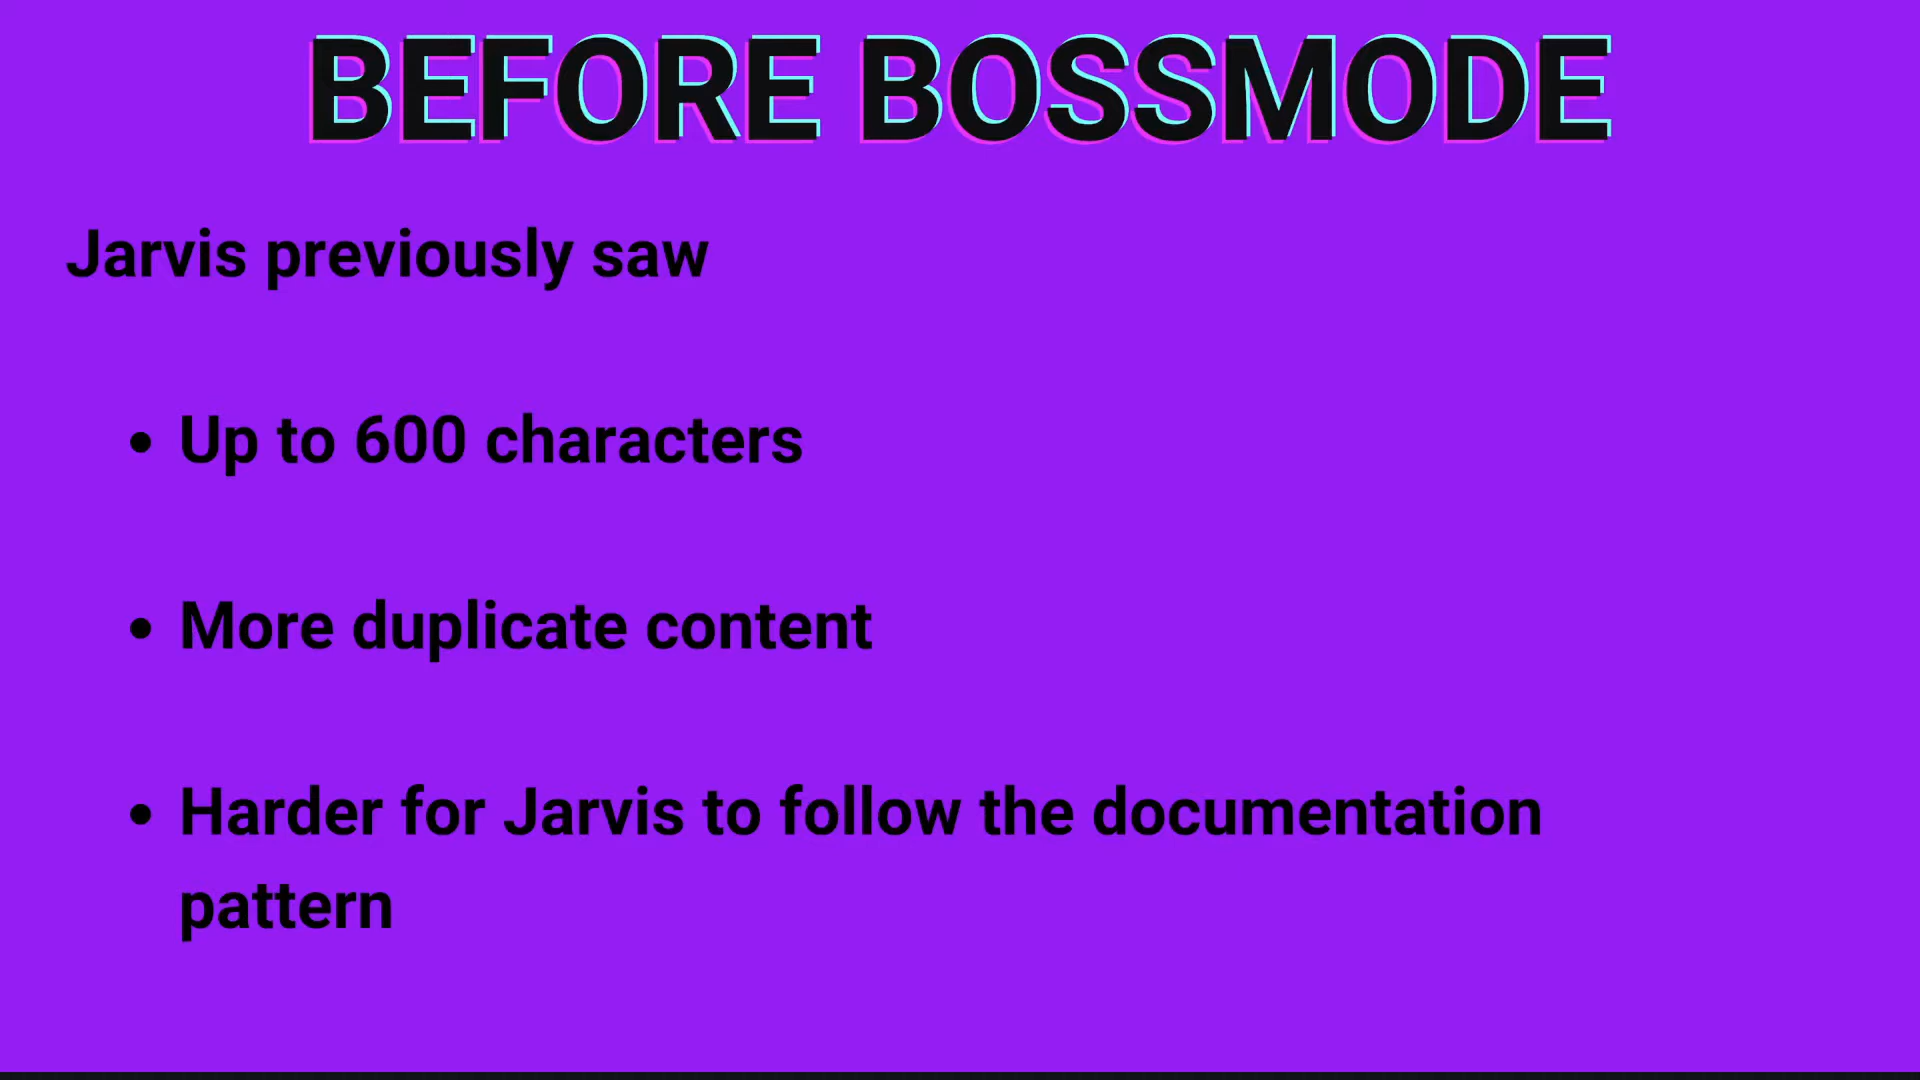 BEFORE BOSSMODE
Jarvis previously saw
• Up to 600 characters
• More duplicate content
• Harder for Jarvis to follow the documentation
pattern